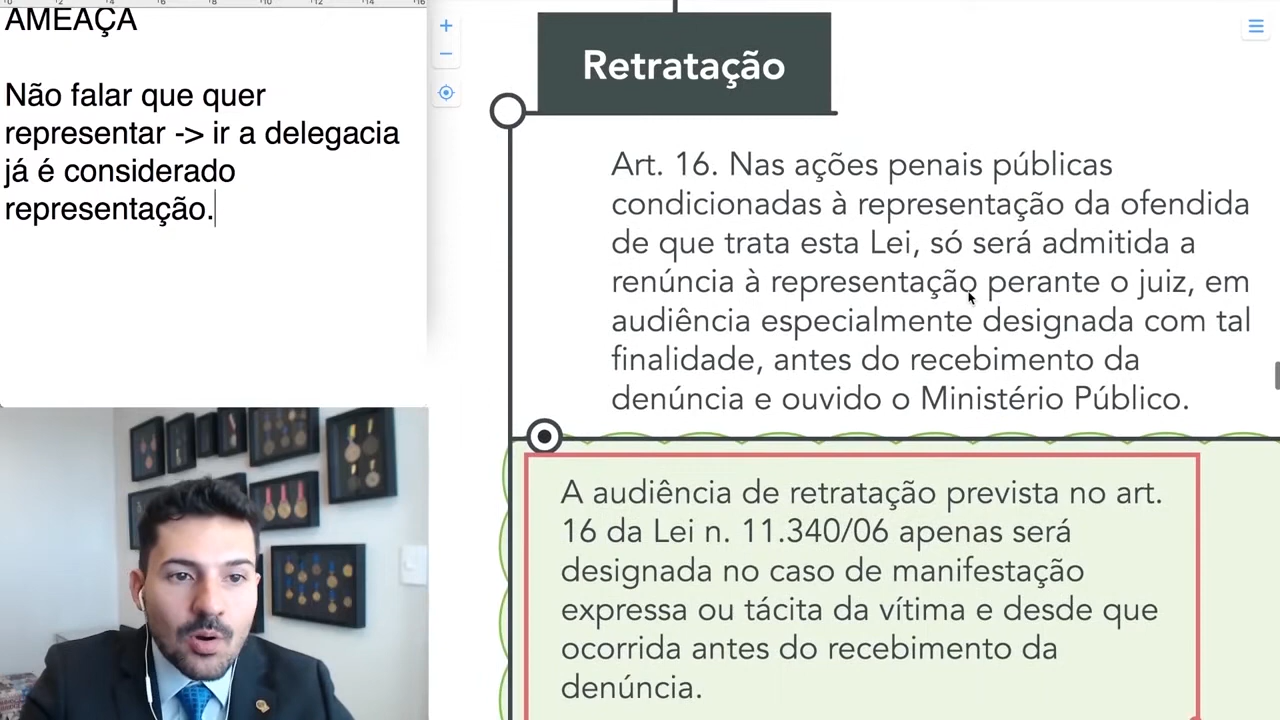 AMEAÇA
Não falar que quer
representar -> ir a delegacia
já é considerado
representação.
Retratação
Art. 16. Nas ações penais públicas
condicionadas à representação da ofendida
de que trata esta Lei, só será admitida a
renúncia à representação perante o juiz, em
audiência especialmente designada com tal
finalidade, antes do recebimento da
denúncia e ouvido o Ministério Público.
A audiência de retratação prevista no art.
16 da Lei n. 11.340/06 apenas será
designada no caso de manifestação
expressa ou tácita da vítima e desde que
ocorrida antes do recebimento da
denúncia.